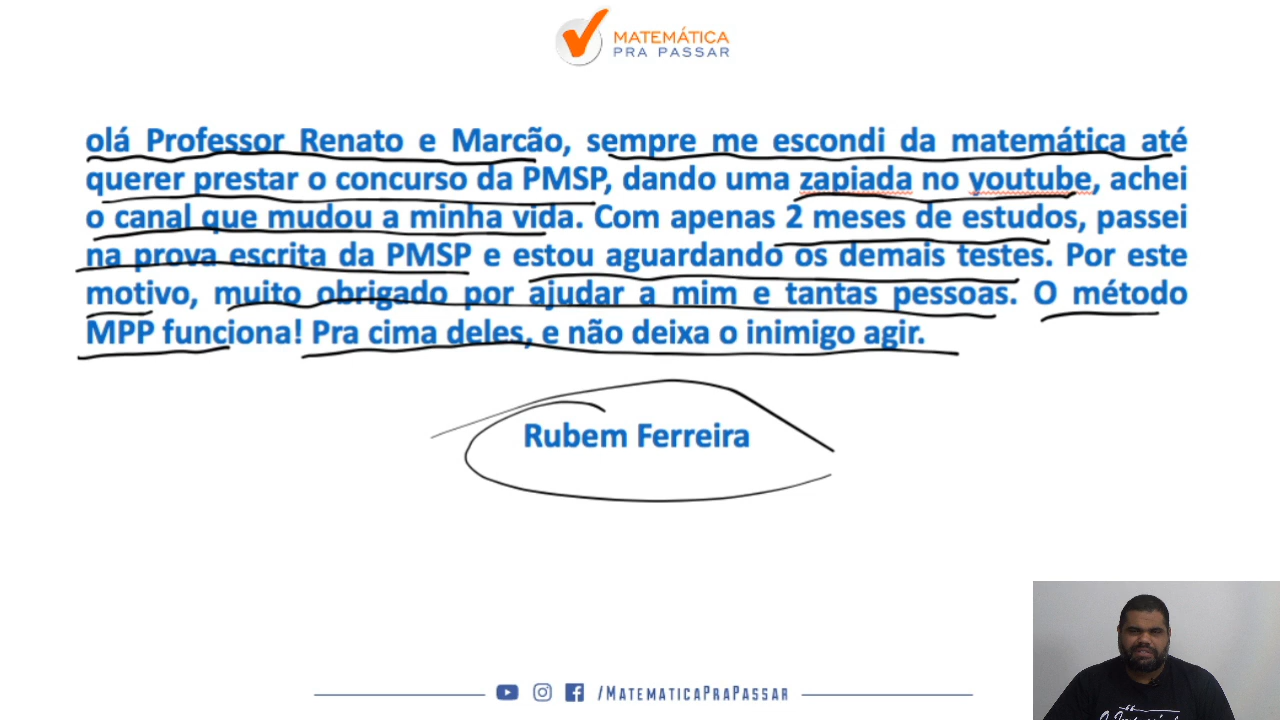 MATEMÁTICA
PRA PASSAR
olá Professor Renato e Marcão, sempre me escondi da matemática até
querer prestar o concurso da PMSP, dando uma zapiada no youtube, achei
o canal que mudou a minha vida. Com apenas 2 meses de estudos, passei
na prova escrita da PMSP e estou aguardando os demais testes. Por este
motivo, muito obrigado por ajudar a mim e tantas pessoas. O método
MPP funciona! Pra cima deles, e não deixa o inimigo agir.
Rubem Ferreira
/MATEMATICAPRAPASSAR